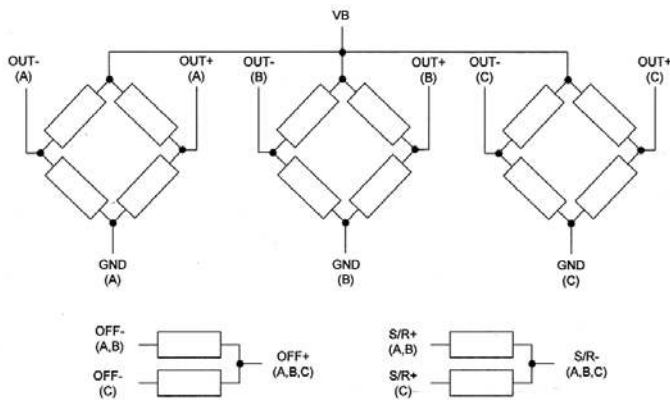 VB
OUT-
(A)
OUT+
(A)
OUT-
(B)
OUT+
(B)
OUT-
(C)
OUT+
(C)
GND
(A)
GND
(B)
GND
(C)
OFF-
(A,B)
OFF-
(C)
OFF+
(A,B,C)
S/R+
(A,B)
S/R+
(C)
S/R-
(A,B,C)